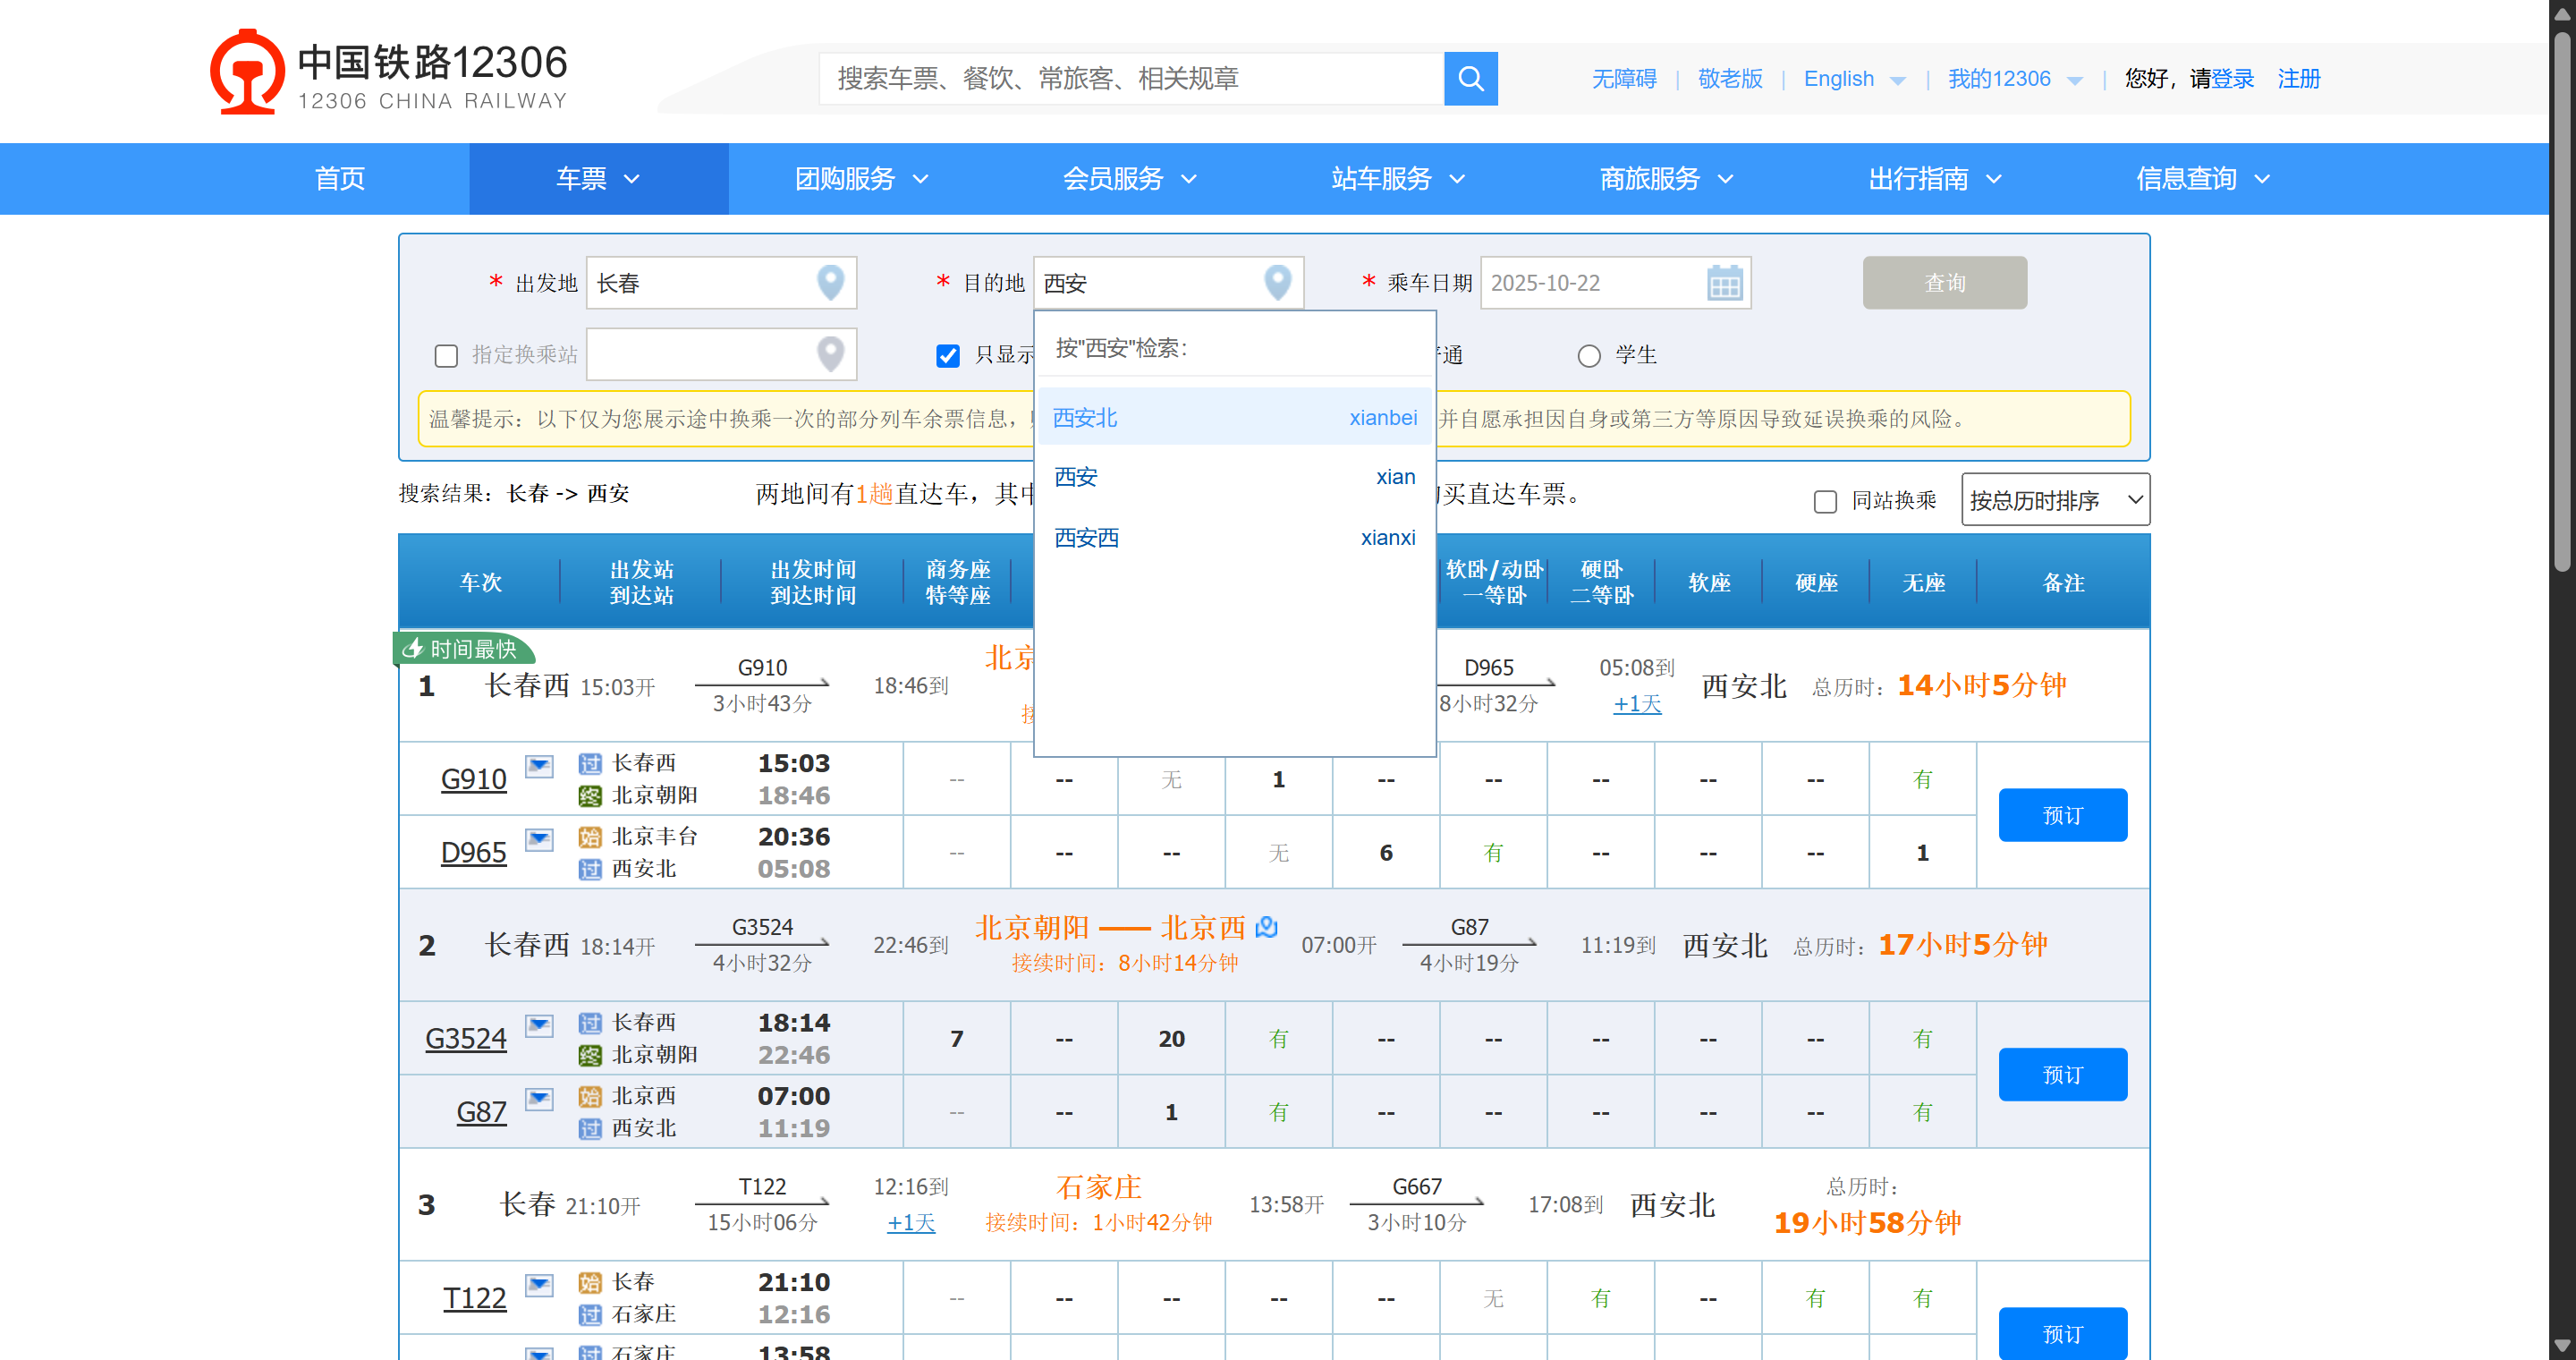 中国铁路12306
12306 CHINA RAILWAY
搜索车票、餐饮、常旅客、相关规章
无障碍 | 敬老版 | English | 我的12306 | 您好，请登录 注册
首页 车票 团购服务 会员服务 站车服务 商旅服务 出行指南 信息查询
* 出发地 长春 * 目的地 西安 * 乘车日期 2025-10-22 查询
指定换乘站 只显示 通 学生
按"西安"检索：
西安北 xianbei
西安 xian
西安西 xianxi
温馨提示：以下仅为您展示途中换乘一次的部分列车余票信息， 并自愿承担因自身或第三方等原因导致延误换乘的风险。
搜索结果：长春 -> 西安 两地间有1趟直达车，其中 买直达车票。 同站换乘 按总历时排序
车次 出发站 出发时间 商务座 软卧/动卧 硬卧 软座 硬座 无座 备注
到达站 到达时间 特等座 一等卧 二等卧
时间最快
1 长春西 15:03开 G910 3小时43分 18:46到 北京 D965 8小时32分 05:08到 +1天 西安北 总历时：14小时5分钟
G910 过 长春西 15:03 -- -- 无 1 -- -- -- -- -- 有 预订
终 北京朝阳 18:46
D965 始 北京丰台 20:36 -- -- -- 无 6 有 -- -- -- 1
过 西安北 05:08
2 长春西 18:14开 G3524 4小时32分 22:46到 北京朝阳 —— 北京西 接续时间：8小时14分钟 07:00开 G87 4小时19分 11:19到 西安北 总历时：17小时5分钟
G3524 过 长春西 18:14 7 -- 20 有 -- -- -- -- -- 有 预订
终 北京朝阳 22:46
G87 始 北京西 07:00 -- -- 1 有 -- -- -- -- -- 有
过 西安北 11:19
3 长春 21:10开 T122 15小时06分 12:16到 +1天 石家庄 接续时间：1小时42分钟 13:58开 G667 3小时10分 17:08到 西安北 总历时：19小时58分钟
T122 始 长春 21:10 -- -- -- -- -- 无 有 -- 有 有 预订
过 石家庄 12:16
过 石家庄 13:58